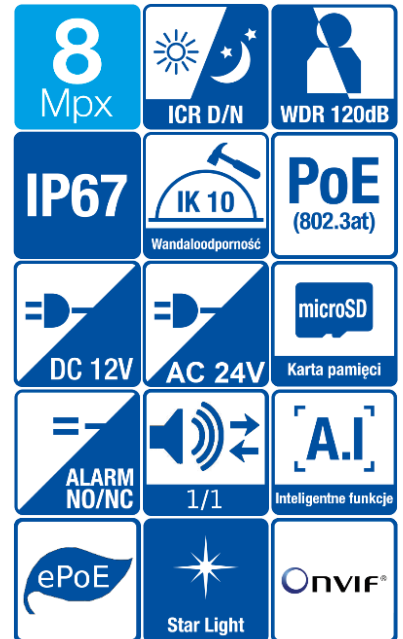 8
Mpx
ICR D/N
WDR 120dB
IP67
IK 10
Wandaloodporność
PoE
(802.3at)
DC 12V
AC 24V
microSD
Karta pamięci
ALARM
NO/NC
1/1
A.I
Inteligentne funkcje
ePoE
Star Light
ONVIF®